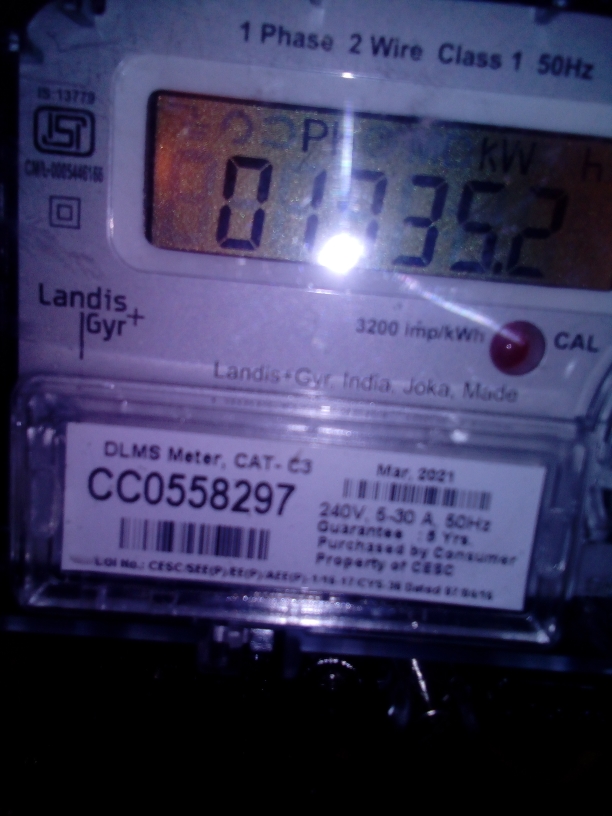 1 Phase 2 Wire Class 1 50Hz
IS 13779
KW h
01735.2
Landis
Gyr+
3200 imp/kWh
CAL
Landis+Gyr, India, Joka, Made
DLMS Meter, CAT- C3
CC0558297
Mar, 2021
240V, 5-30 A, 50Hz
Guarantee : 5 Yrs.
Purchased by Consumer
Property of CESC